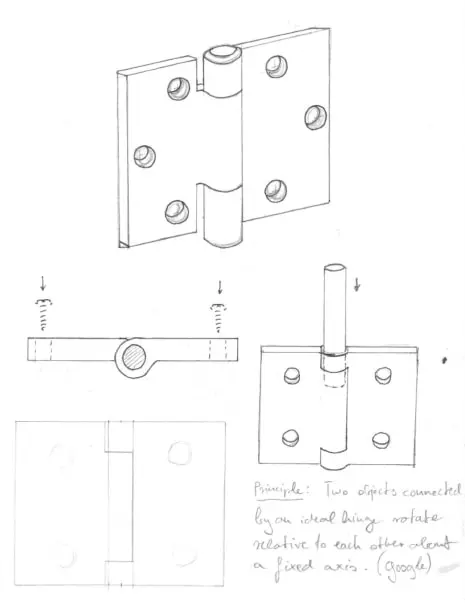 Principle: Two objects connected
by an ideal hinge rotate
relative to each other about
a fixed axis. (google)